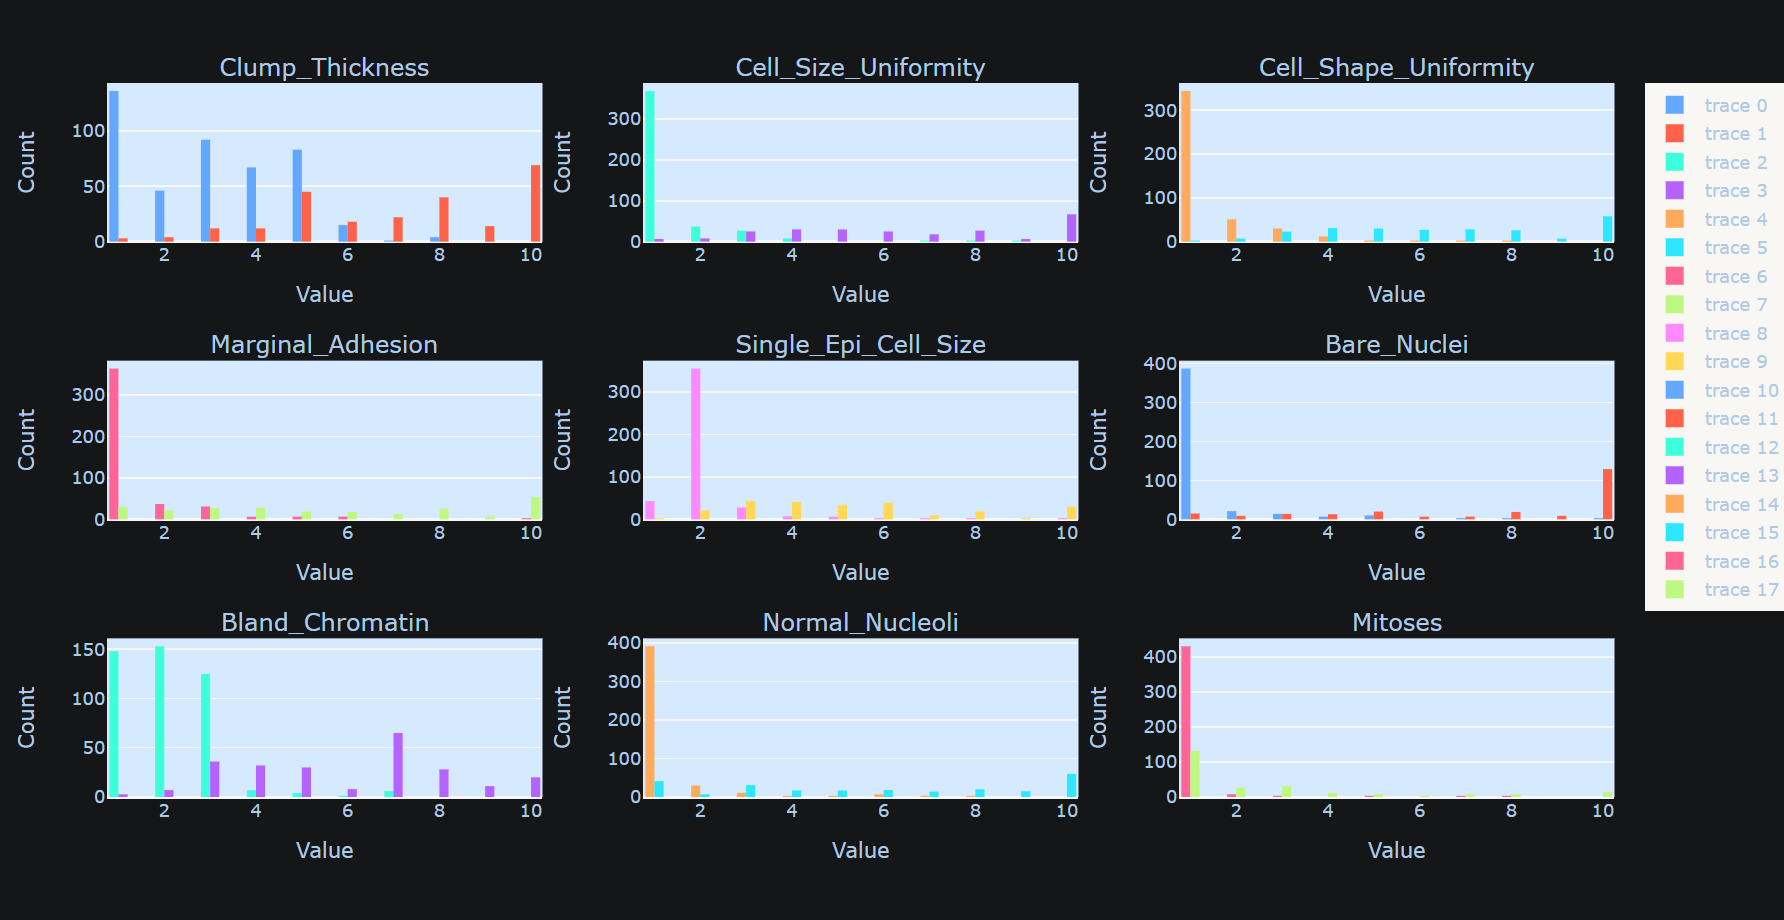 Clump_Thickness
Cell_Size_Uniformity
Cell_Shape_Uniformity
Count
100
50
0
2
4
6
8
10
Value
Count
300
200
100
0
2
4
6
8
10
Value
Count
300
200
100
0
2
4
6
8
10
Value
trace 0
trace 1
trace 2
trace 3
trace 4
trace 5
trace 6
trace 7
trace 8
trace 9
trace 10
trace 11
trace 12
trace 13
trace 14
trace 15
trace 16
trace 17
Marginal_Adhesion
Single_Epi_Cell_Size
Bare_Nuclei
Count
300
200
100
0
2
4
6
8
10
Value
Count
300
200
100
0
2
4
6
8
10
Value
Count
400
300
200
100
0
2
4
6
8
10
Value
Bland_Chromatin
Normal_Nucleoli
Mitoses
Count
150
100
50
0
2
4
6
8
10
Value
Count
400
300
200
100
0
2
4
6
8
10
Value
Count
400
300
200
100
0
2
4
6
8
10
Value